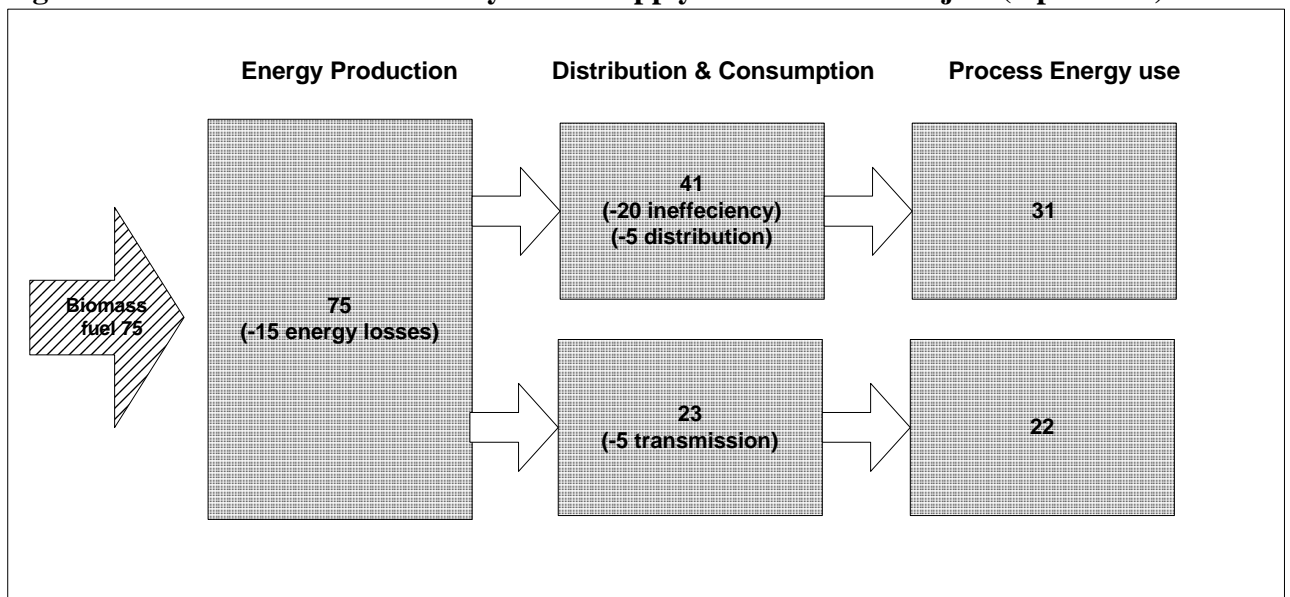 Energy Production
Distribution & Consumption
Process Energy use
Biomass
fuel 75
75
(-15 energy losses)
41
(-20 ineffeciency)
(-5 distribution)
31
23
(-5 transmission)
22